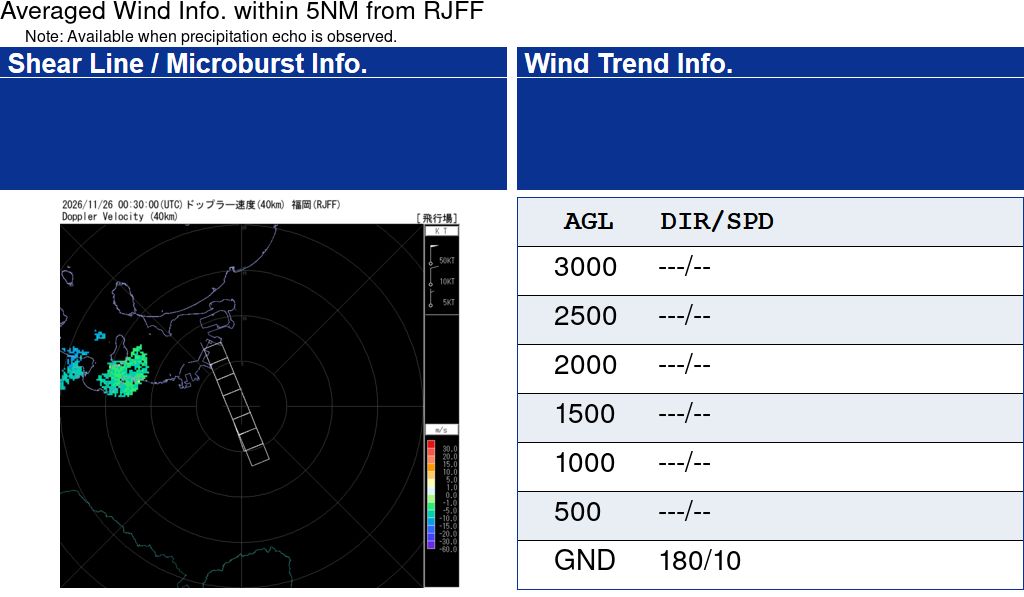 Averaged Wind Info. within 5NM from RJFF
Note: Available when precipitation echo is observed.
Shear Line / Microburst Info.
Wind Trend Info.
2026/11/26 00:30:00(UTC) ドップラー速度(40km) 福岡(RJFF)
Doppler Velocity (40km)
[飛行場]
KT
50KT
10KT
5KT
m/s
30.0
20.0
15.0
10.0
5.0
1.0
0.0
-1.0
-5.0
-10.0
-15.0
-20.0
-30.0
-60.0
AGL DIR/SPD
3000 ---/--
2500 ---/--
2000 ---/--
1500 ---/--
1000 ---/--
500 ---/--
GND 180/10